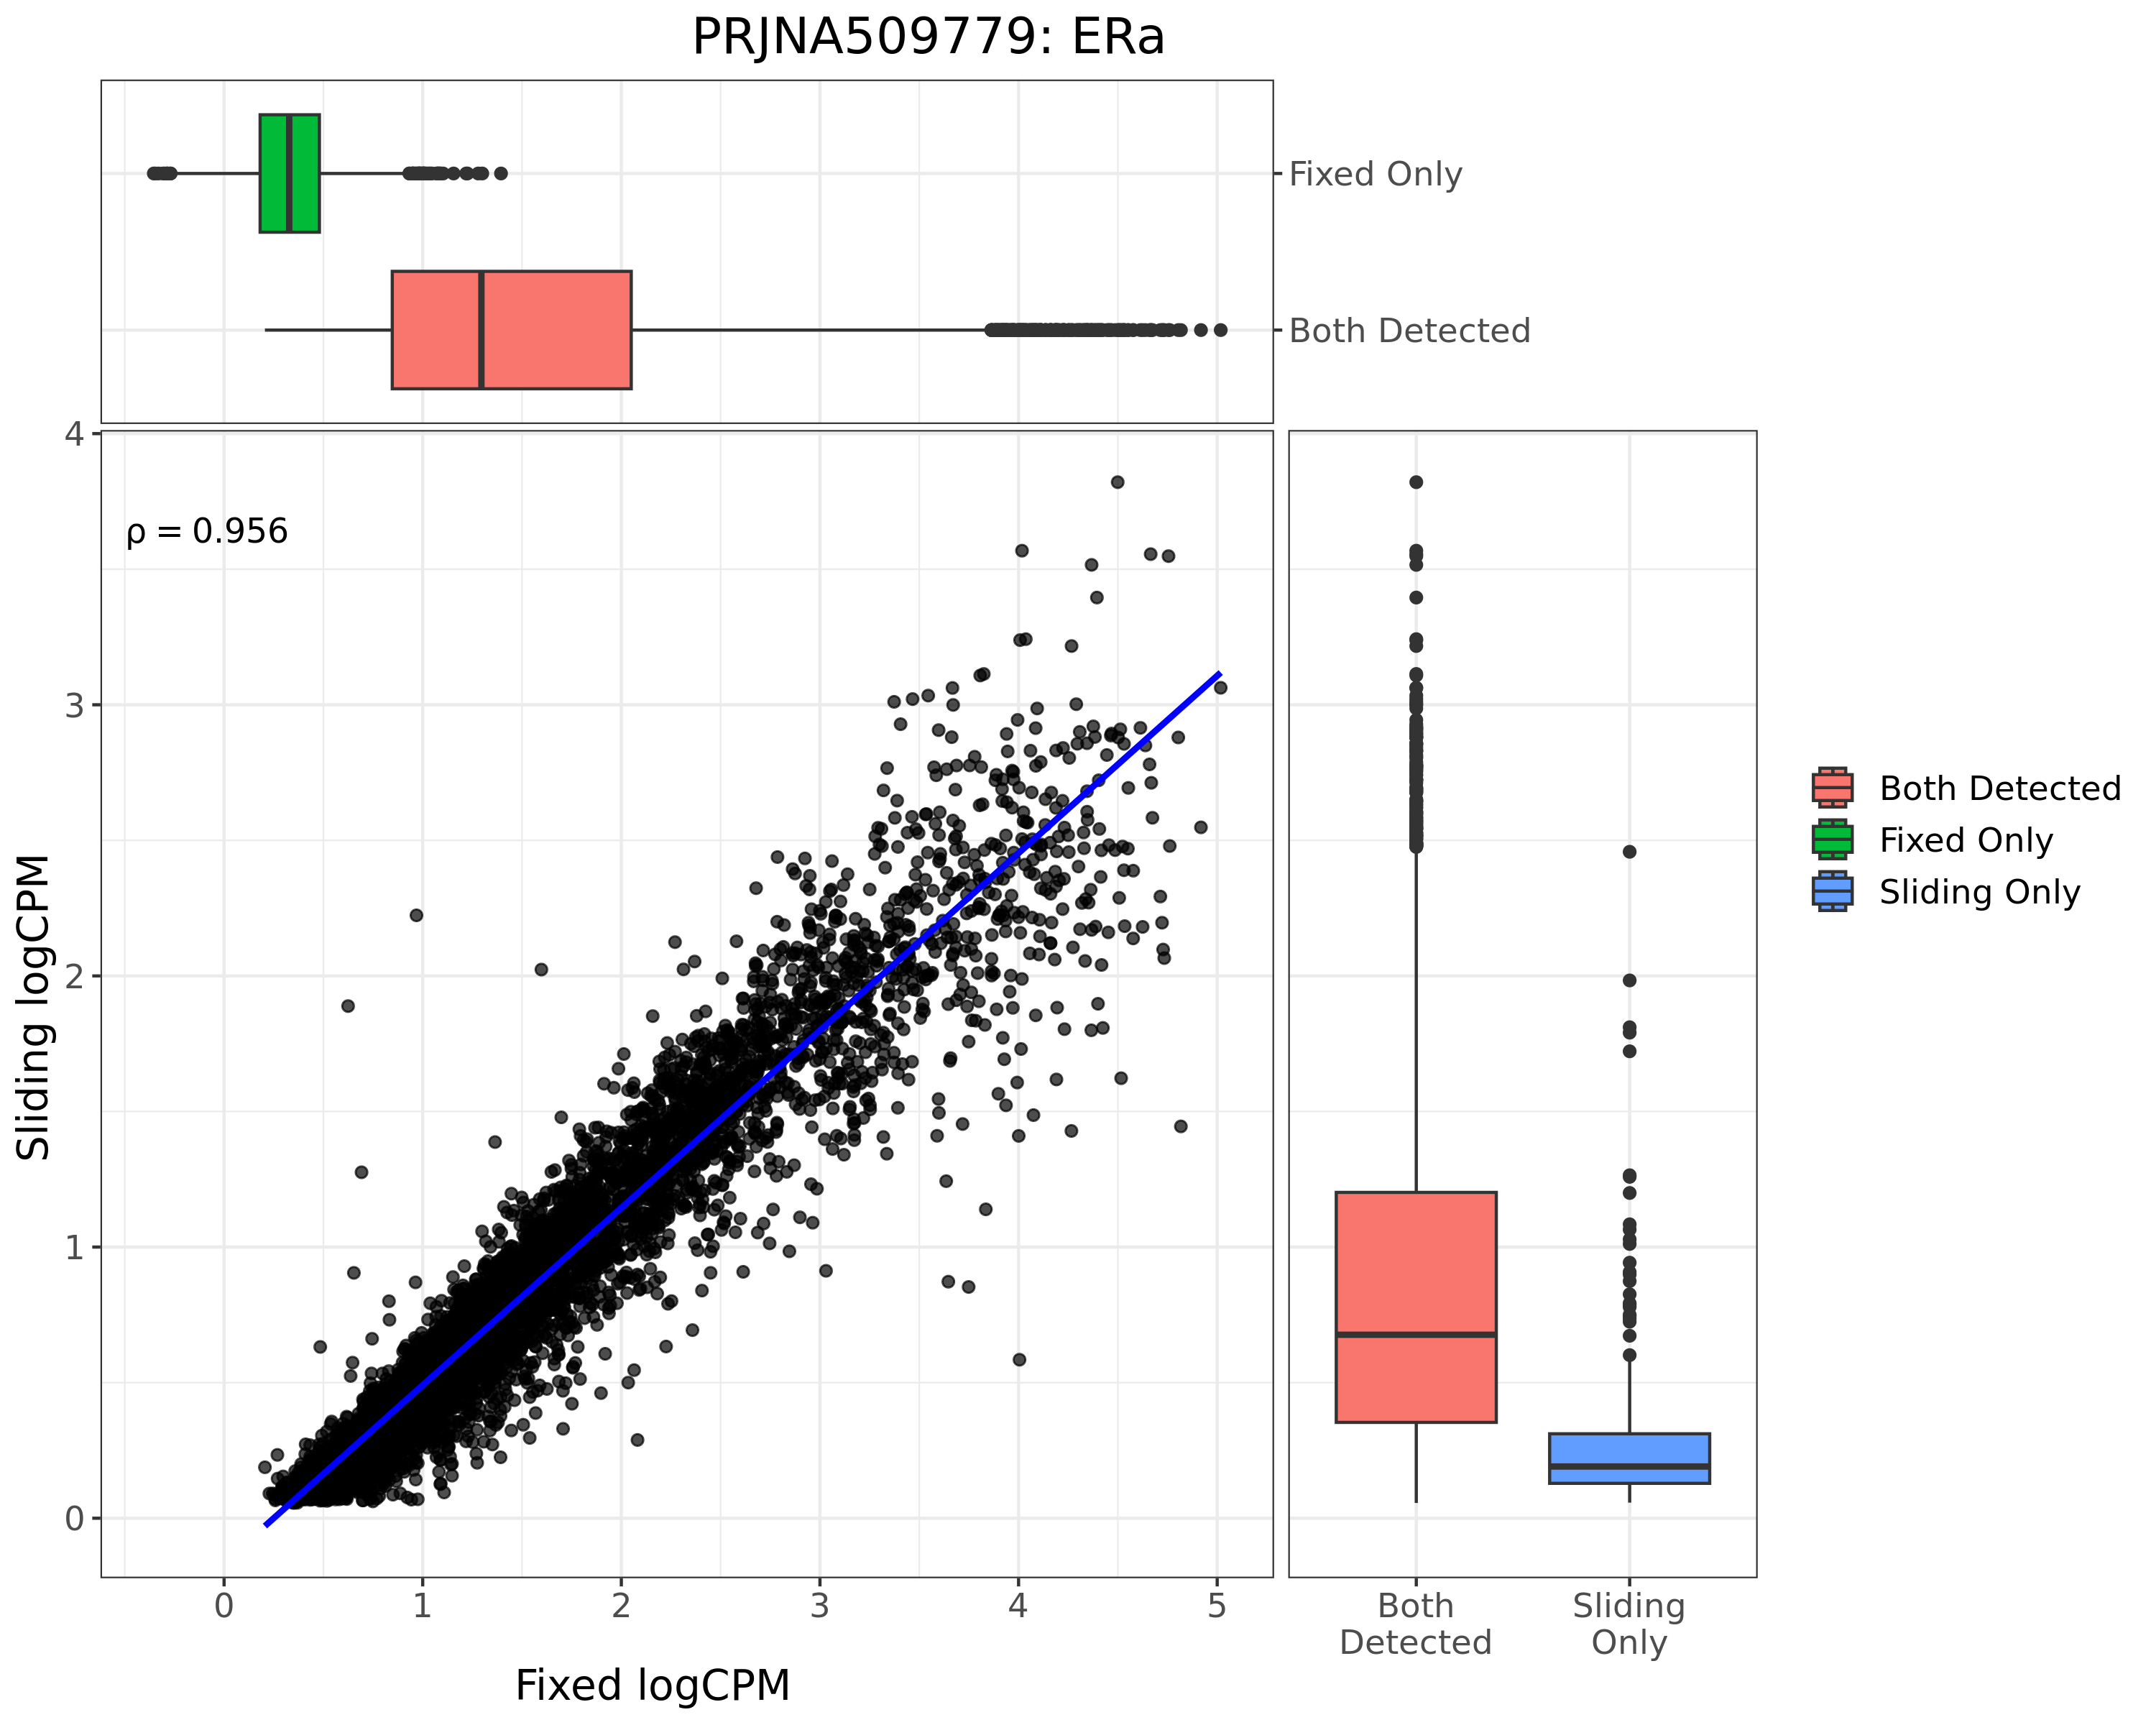 PRJNA509779: ERa
Fixed Only
Both Detected
4
3
2
1
0
Sliding logCPM
ρ = 0.956
0 1 2 3 4 5
Fixed logCPM
Both
Detected
Sliding
Only
Both Detected
Fixed Only
Sliding Only